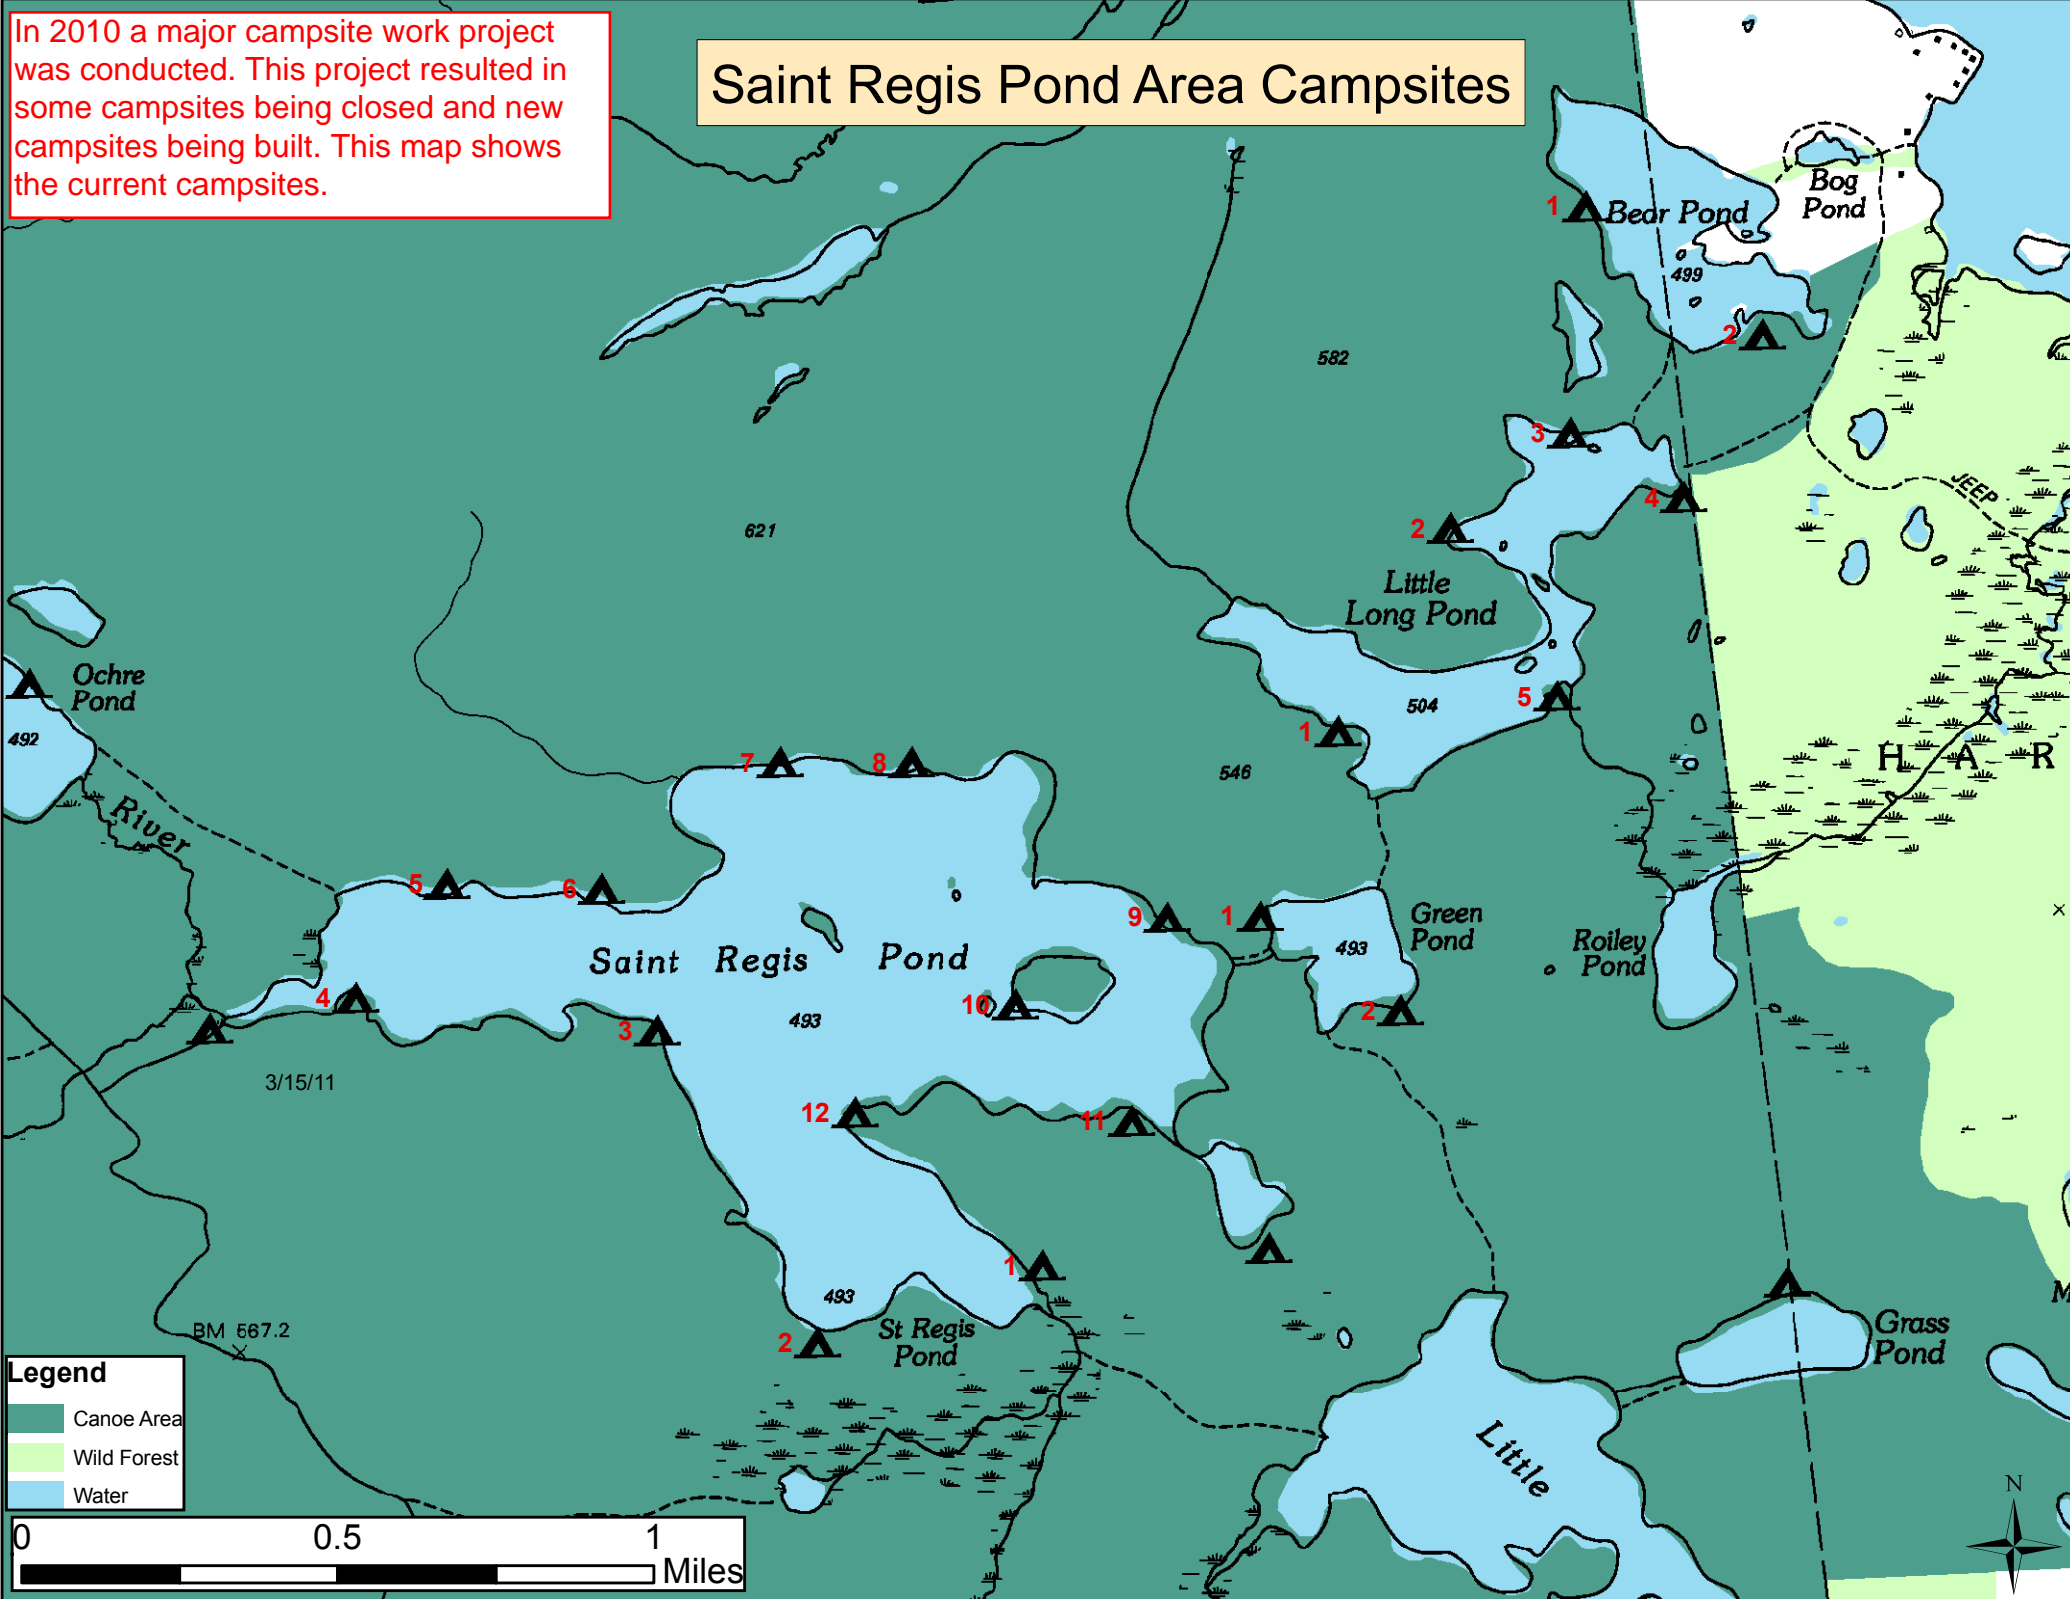 In 2010 a major campsite work project
was conducted. This project resulted in
some campsites being closed and new
campsites being built. This map shows
the current campsites.
Saint Regis Pond Area Campsites
Bog
Pond
1
Bear Pond
499
2
582
3
JEEP
4
2
621
Little
Long Pond
Ochre
Pond
492
5
504
1
H A R
546
7
8
River
5
6
9
1
Green
Pond
493
Roiley
Pond
Saint Regis Pond
4
10
2
3
493
3/15/11
12
11
1
493
2
St Regis
Pond
M
Grass
Pond
BM 567.2
Legend
Canoe Area
Wild Forest
Water
Little
N
0 0.5 1
Miles